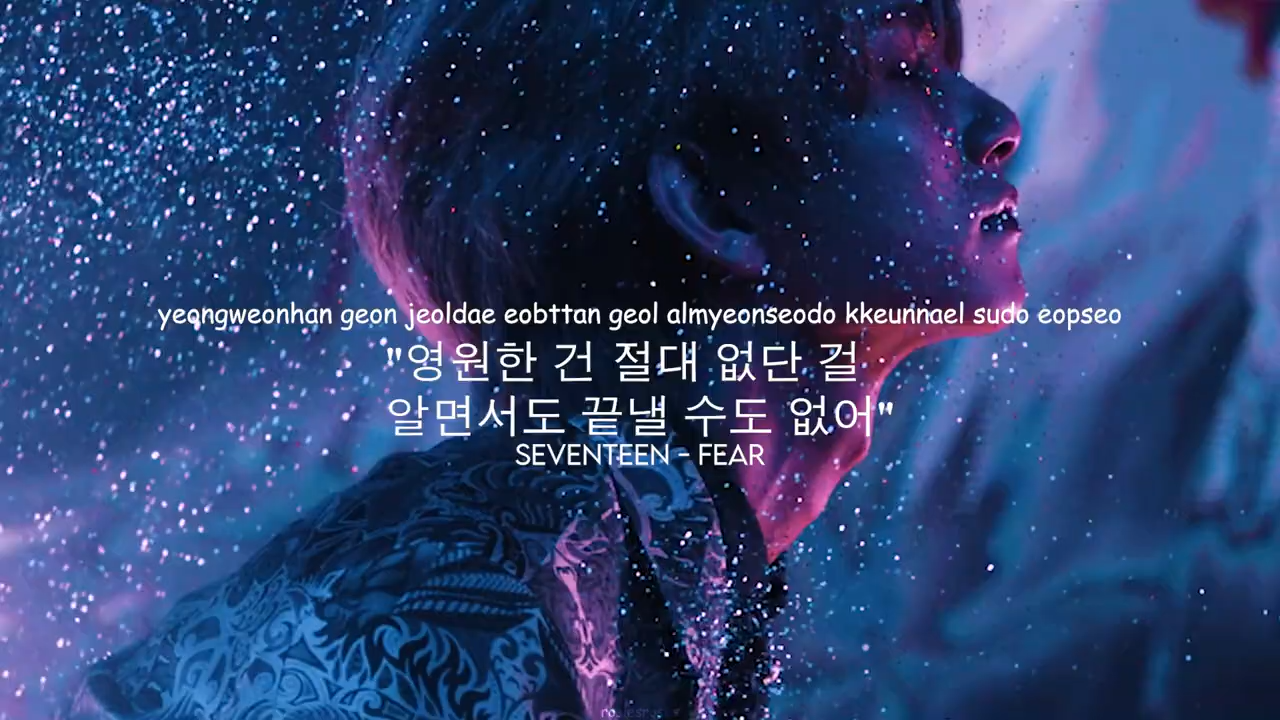 yeongweonhan geon jeoldae eobttan geol almyeonseodo kkeunnael sudo eopseo
"영원한 건 절대 없단 걸
알면서도 끝낼 수도 없어"
SEVENTEEN - FEAR